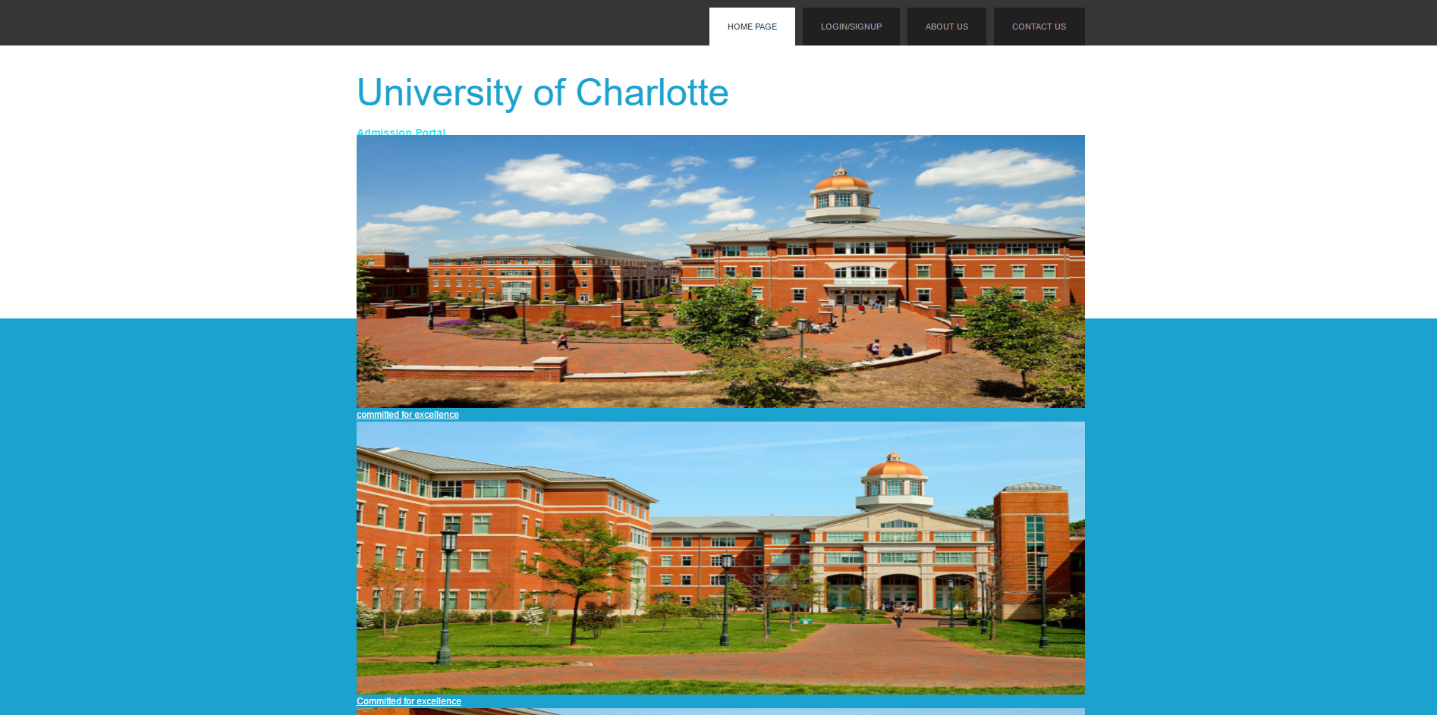 HOME PAGE
LOGIN/SIGNUP
ABOUT US
CONTACT US
University of Charlotte
Admission Portal
committed for excellence
Committed for excellence